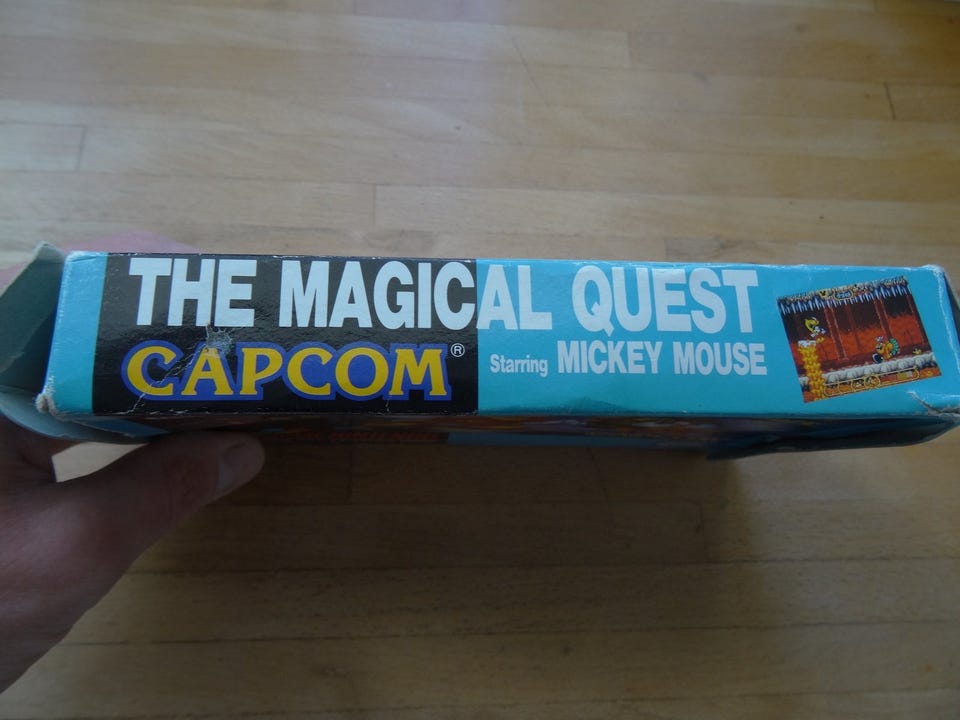 THE MAGICAL QUEST
CAPCOM®
Starring MICKEY MOUSE